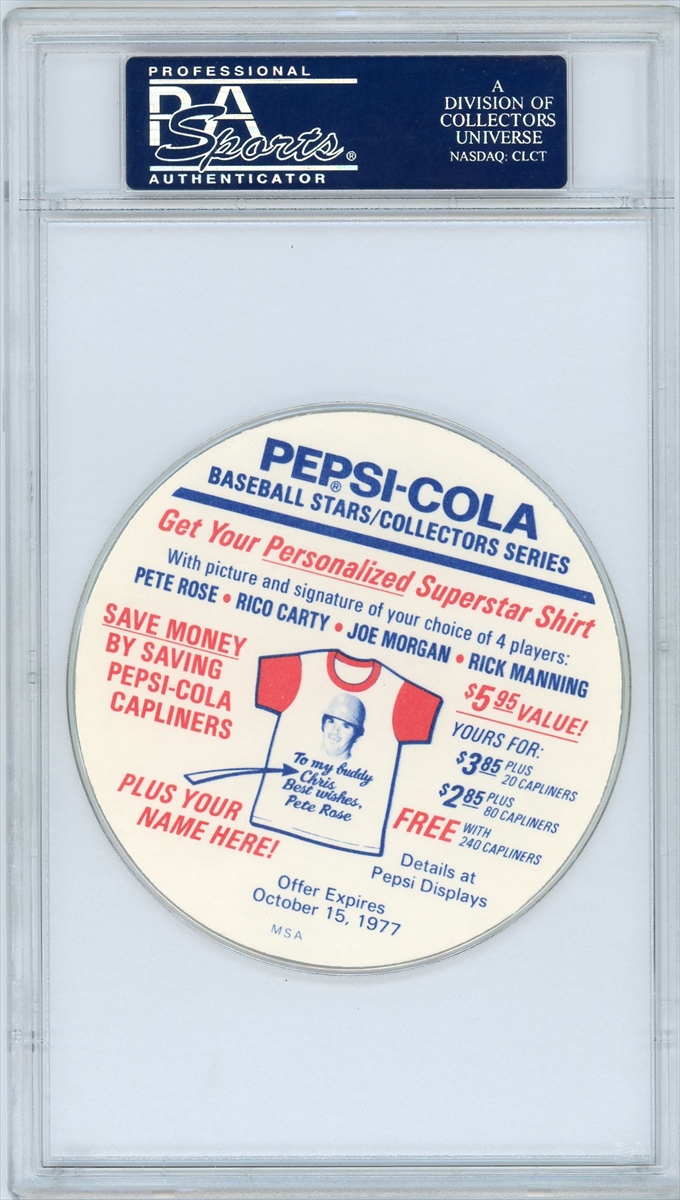 PROFESSIONAL
PSA
Sports®
AUTHENTICATOR
A
DIVISION OF
COLLECTORS
UNIVERSE
NASDAQ: CLCT
PEPSI-COLA®
BASEBALL STARS/COLLECTORS SERIES
Get Your Personalized Superstar Shirt
With picture and signature of your choice of 4 players:
PETE ROSE • RICO CARTY • JOE MORGAN • RICK MANNING
SAVE MONEY
BY SAVING
PEPSI-COLA
CAPLINERS
PLUS YOUR
NAME HERE!
To my buddy
Chris
Best wishes,
Pete Rose
$5.95 VALUE!
YOURS FOR:
$3.85 PLUS
20 CAPLINERS
$2.85 PLUS
80 CAPLINERS
FREE WITH
240 CAPLINERS
Details at
Pepsi Displays
Offer Expires
October 15, 1977
MSA